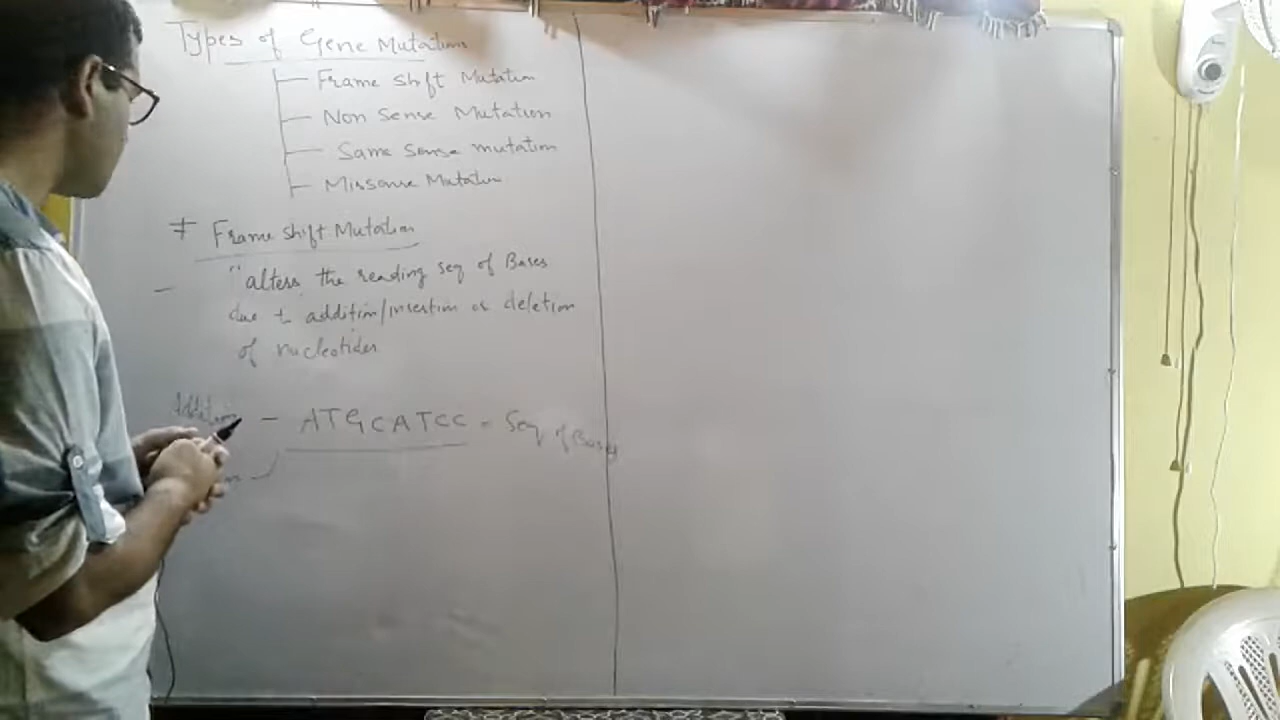 Types of Gene Mutation
Frame shift Mutation
Non Sense Mutation
Same sense mutation
Missense Mutation
Frame shift Mutation
- "alters the reading seq of Bases
due to addition/insertion or deletion
of nucleotides
Addition - ATGCATCC = Seq of Bases